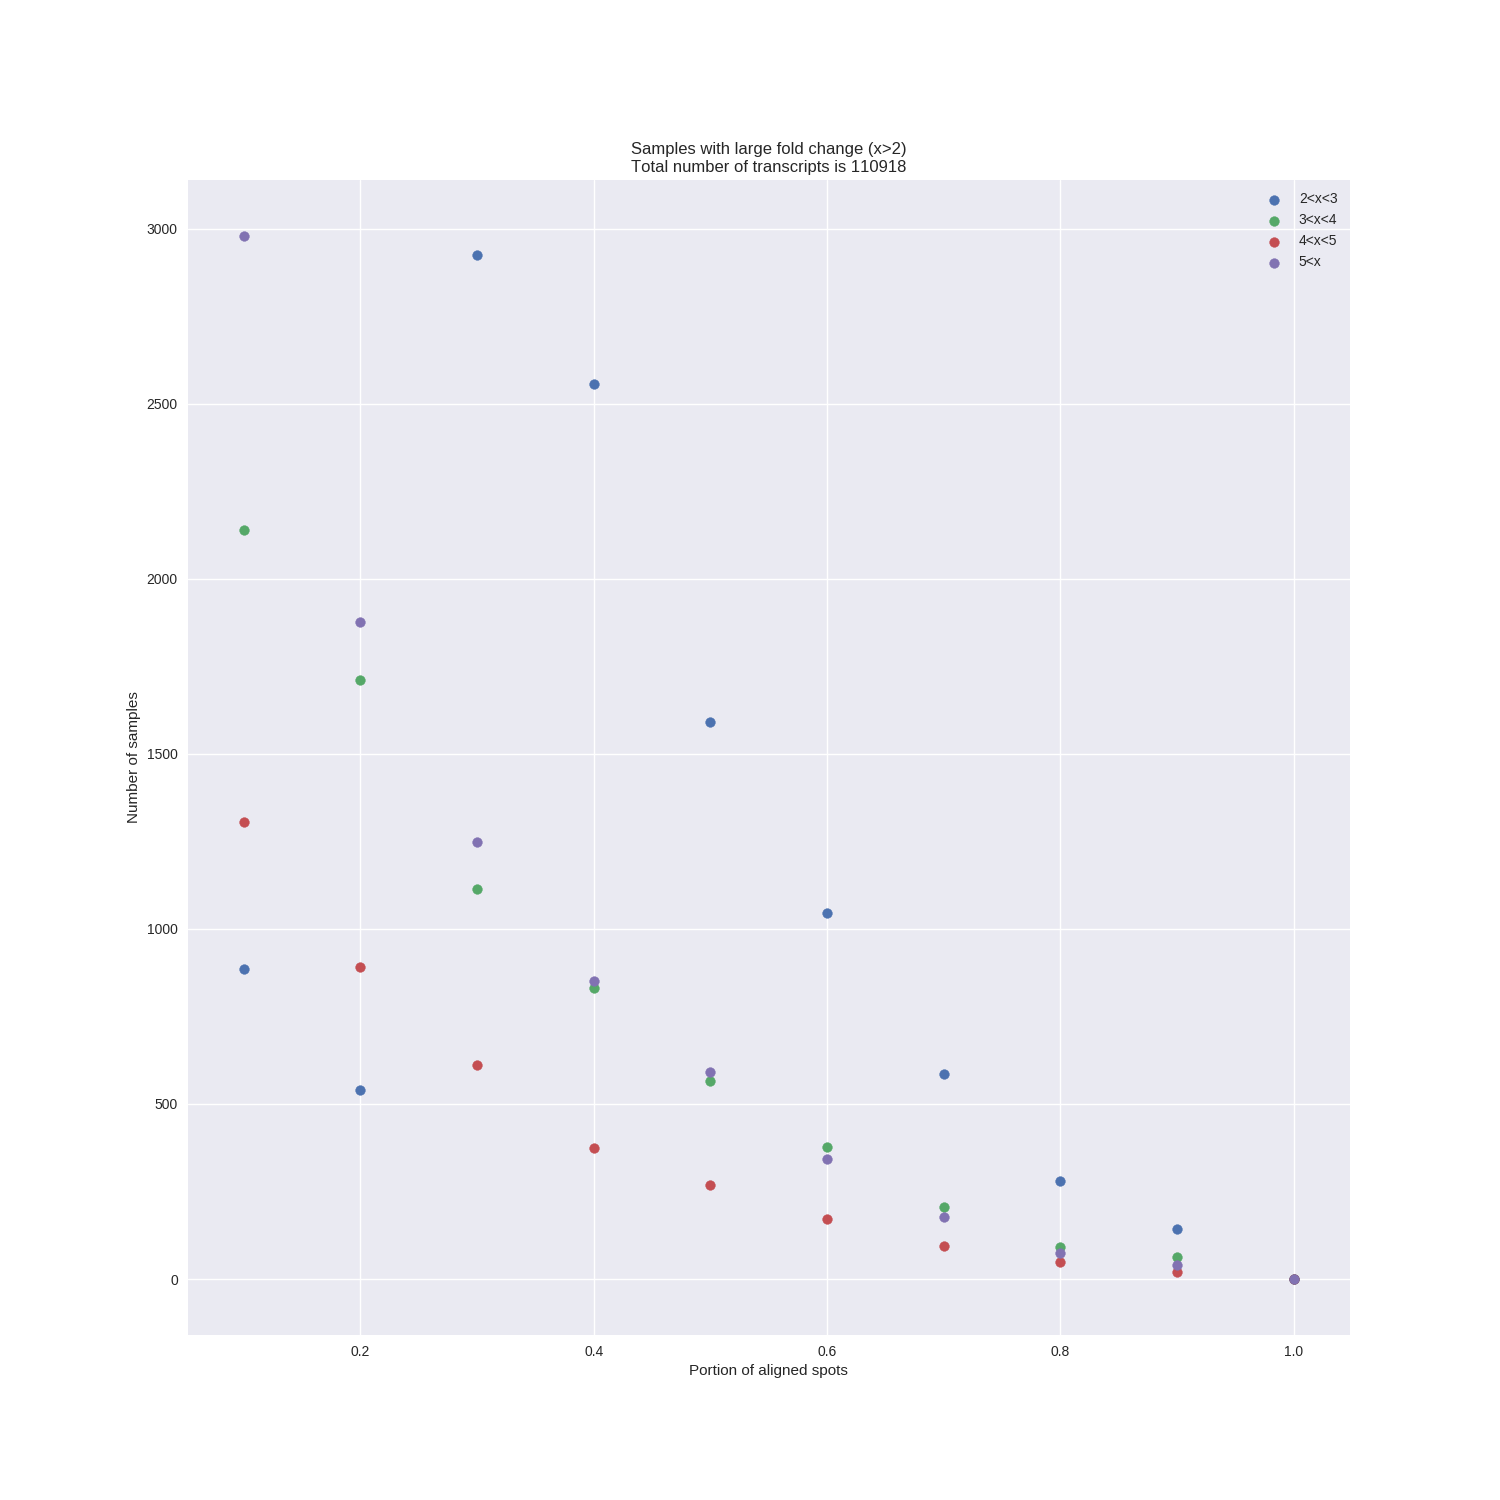 Samples with large fold change (x>2)
Total number of transcripts is 110918
2<x<3
3<x<4
4<x<5
5<x
3000
2500
2000
1500
1000
500
0
Number of samples
0.2
0.4
0.6
0.8
1.0
Portion of aligned spots